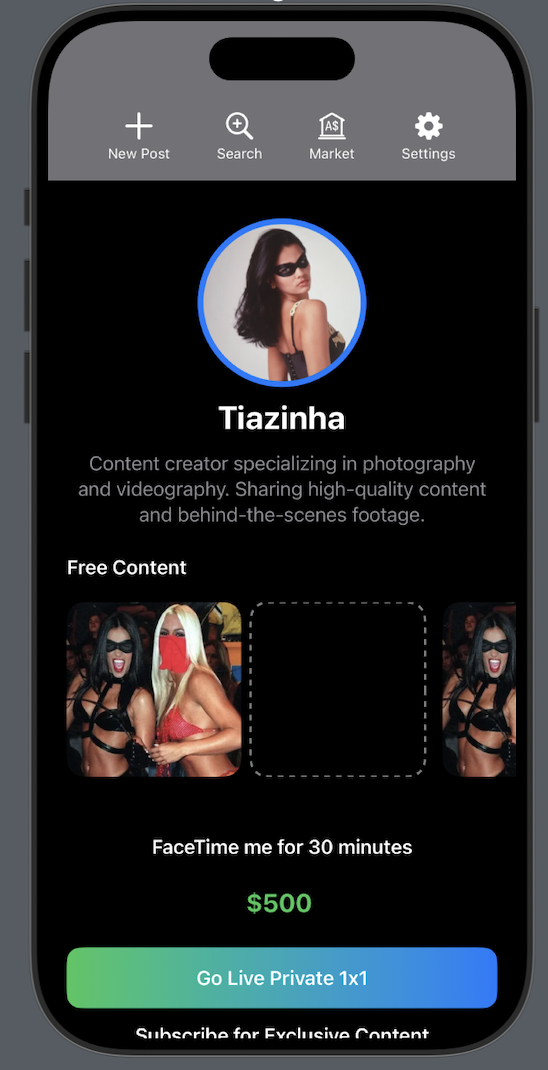 New Post
Search
A$
Market
Settings
Tiazinha
Content creator specializing in photography
and videography. Sharing high-quality content
and behind-the-scenes footage.
Free Content
FaceTime me for 30 minutes
$500
Go Live Private 1x1
Subscribe for Exclusive Content